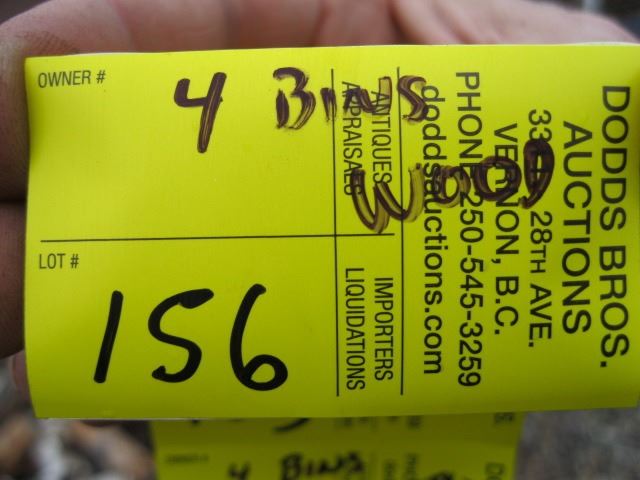 OWNER #
4 BINS
WOOD
LOT #
156
ANTIQUES
APPRAISALS
IMPORTERS
LIQUIDATIONS
DODDS BROS.
AUCTIONS
28TH AVE.
VERNON, B.C.
PHONE 250-545-3259
doddsauctions.com
4 BINS